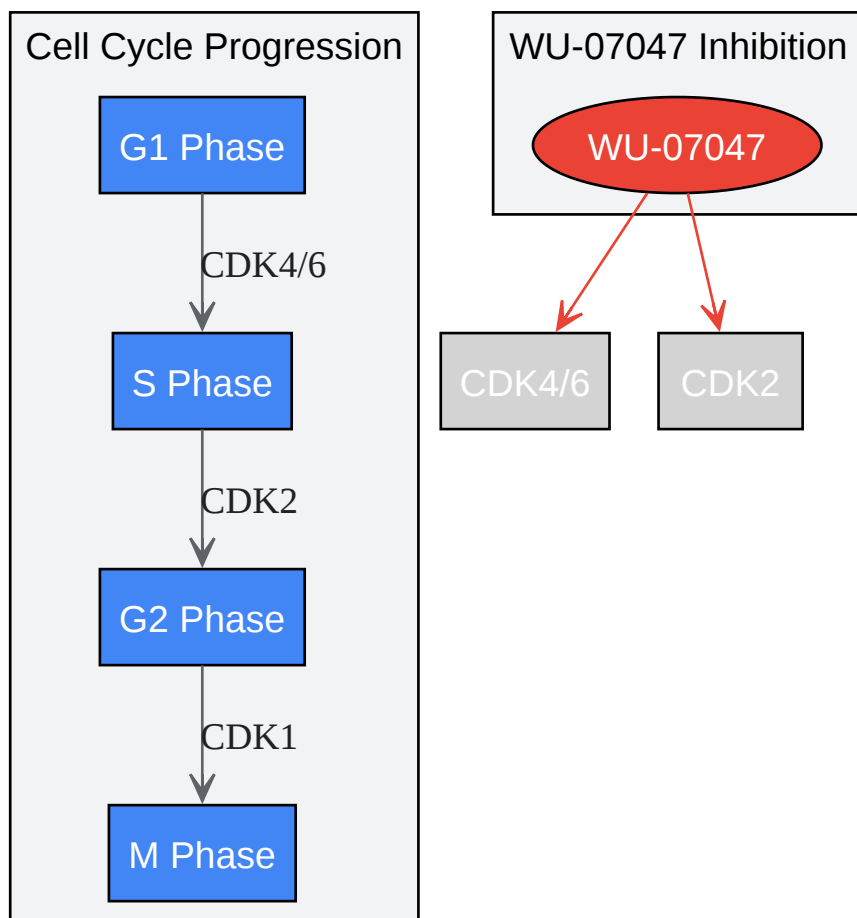 Cell Cycle Progression
G1 Phase
CDK4/6
S Phase
CDK2
G2 Phase
CDK1
M Phase
WU-07047 Inhibition
WU-07047
CDK4/6
CDK2